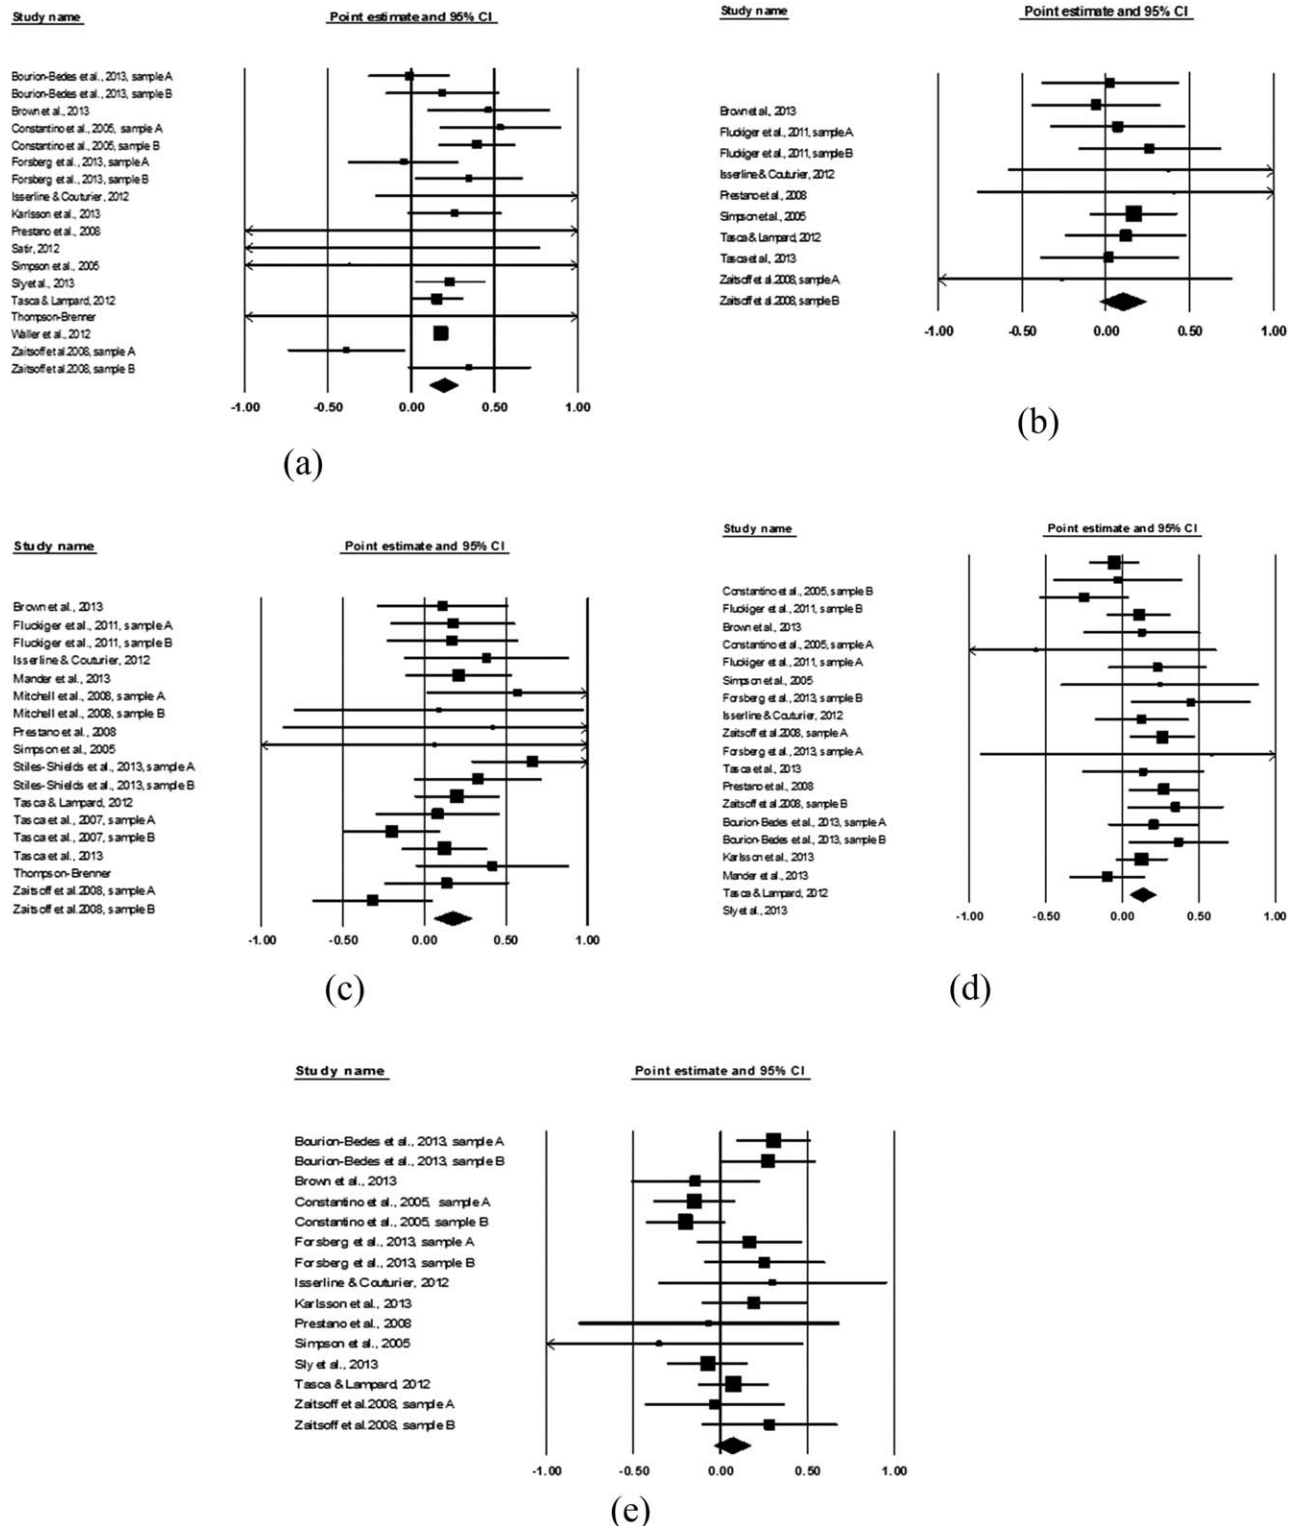 Study name
Point estimate and 95% CI
Bourion-Bedes et al., 2013, sample A
Bourion-Bedes et al., 2013, sample B
Brown et al., 2013
Constantino et al., 2005, sample A
Constantino et al., 2005, sample B
Forsberg et al., 2013, sample A
Forsberg et al., 2013, sample B
Isserline & Couturier, 2012
Karlsson et al., 2013
Prestano et al., 2008
Satir, 2012
Simpson et al., 2005
Sly et al., 2013
Tasca & Lampard, 2012
Thompson-Brenner
Waller et al., 2012
Zaitsoff et al.2008, sample A
Zaitsoff et al.2008, sample B
-1.00 -0.50 0.00 0.50 1.00
(a)
Study name
Point estimate and 95% CI
Brown et al., 2013
Fluckiger et al., 2011, sample A
Fluckiger et al., 2011, sample B
Isserline & Couturier, 2012
Prestano et al., 2008
Simpson et al., 2005
Tasca & Lampard, 2012
Tasca et al., 2013
Zaitsoff et al.2008, sample A
Zaitsoff et al.2008, sample B
-1.00 -0.50 0.00 0.50 1.00
(b)
Study name
Point estimate and 95% CI
Brown et al., 2013
Fluckiger et al., 2011, sample A
Fluckiger et al., 2011, sample B
Isserline & Couturier, 2012
Mander et al., 2013
Mitchell et al., 2008, sample A
Mitchell et al., 2008, sample B
Prestano et al., 2008
Simpson et al., 2005
Stiles-Shields et al., 2013, sample A
Stiles-Shields et al., 2013, sample B
Tasca & Lampard, 2012
Tasca et al., 2007, sample A
Tasca et al., 2007, sample B
Tasca et al., 2013
Thompson-Brenner
Zaitsoff et al.2008, sample A
Zaitsoff et al.2008, sample B
-1.00 -0.50 0.00 0.50 1.00
(c)
Study name
Point estimate and 95% CI
Constantino et al., 2005, sample B
Fluckiger et al., 2011, sample B
Brown et al., 2013
Constantino et al., 2005, sample A
Fluckiger et al., 2011, sample A
Simpson et al., 2005
Forsberg et al., 2013, sample B
Isserline & Couturier, 2012
Zaitsoff et al.2008, sample A
Forsberg et al., 2013, sample A
Tasca et al., 2013
Prestano et al., 2008
Zaitsoff et al.2008, sample B
Bourion-Bedes et al., 2013, sample A
Bourion-Bedes et al., 2013, sample B
Karlsson et al., 2013
Mander et al., 2013
Tasca & Lampard, 2012
Sly et al., 2013
-1.00 -0.50 0.00 0.50 1.00
(d)
Study name
Point estimate and 95% CI
Bourion-Bedes et al., 2013, sample A
Bourion-Bedes et al., 2013, sample B
Brown et al., 2013
Constantino et al., 2005, sample A
Constantino et al., 2005, sample B
Forsberg et al., 2013, sample A
Forsberg et al., 2013, sample B
Isserline & Couturier, 2012
Karlsson et al., 2013
Prestano et al., 2008
Simpson et al., 2005
Sly et al., 2013
Tasca & Lampard, 2012
Zaitsoff et al.2008, sample A
Zaitsoff et al.2008, sample B
-1.00 -0.50 0.00 0.50 1.00
(e)